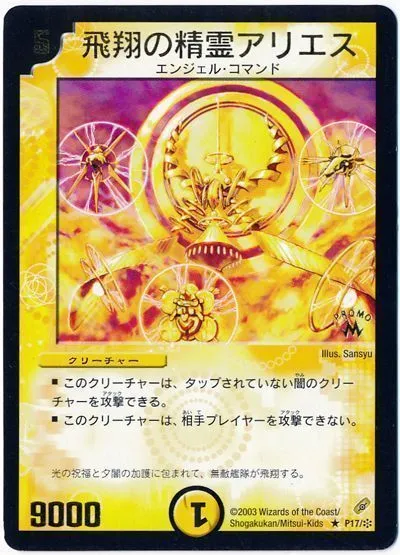 5
飛翔の精霊アリエス
エンジェル・コマンド
PROMO
M
Illus. Sansyu
クリーチャー
■ このクリーチャーは、タップされていない闇のクリー
チャーを攻撃できる。
■ このクリーチャーは、相手プレイヤーを攻撃できない。
光の祝福と夕闇の加護に包まれて、無敵艦隊が飛翔する。
9000
1
©2003 Wizards of the Coast/
Shogakukan/Mitsui-Kids ★ P17/